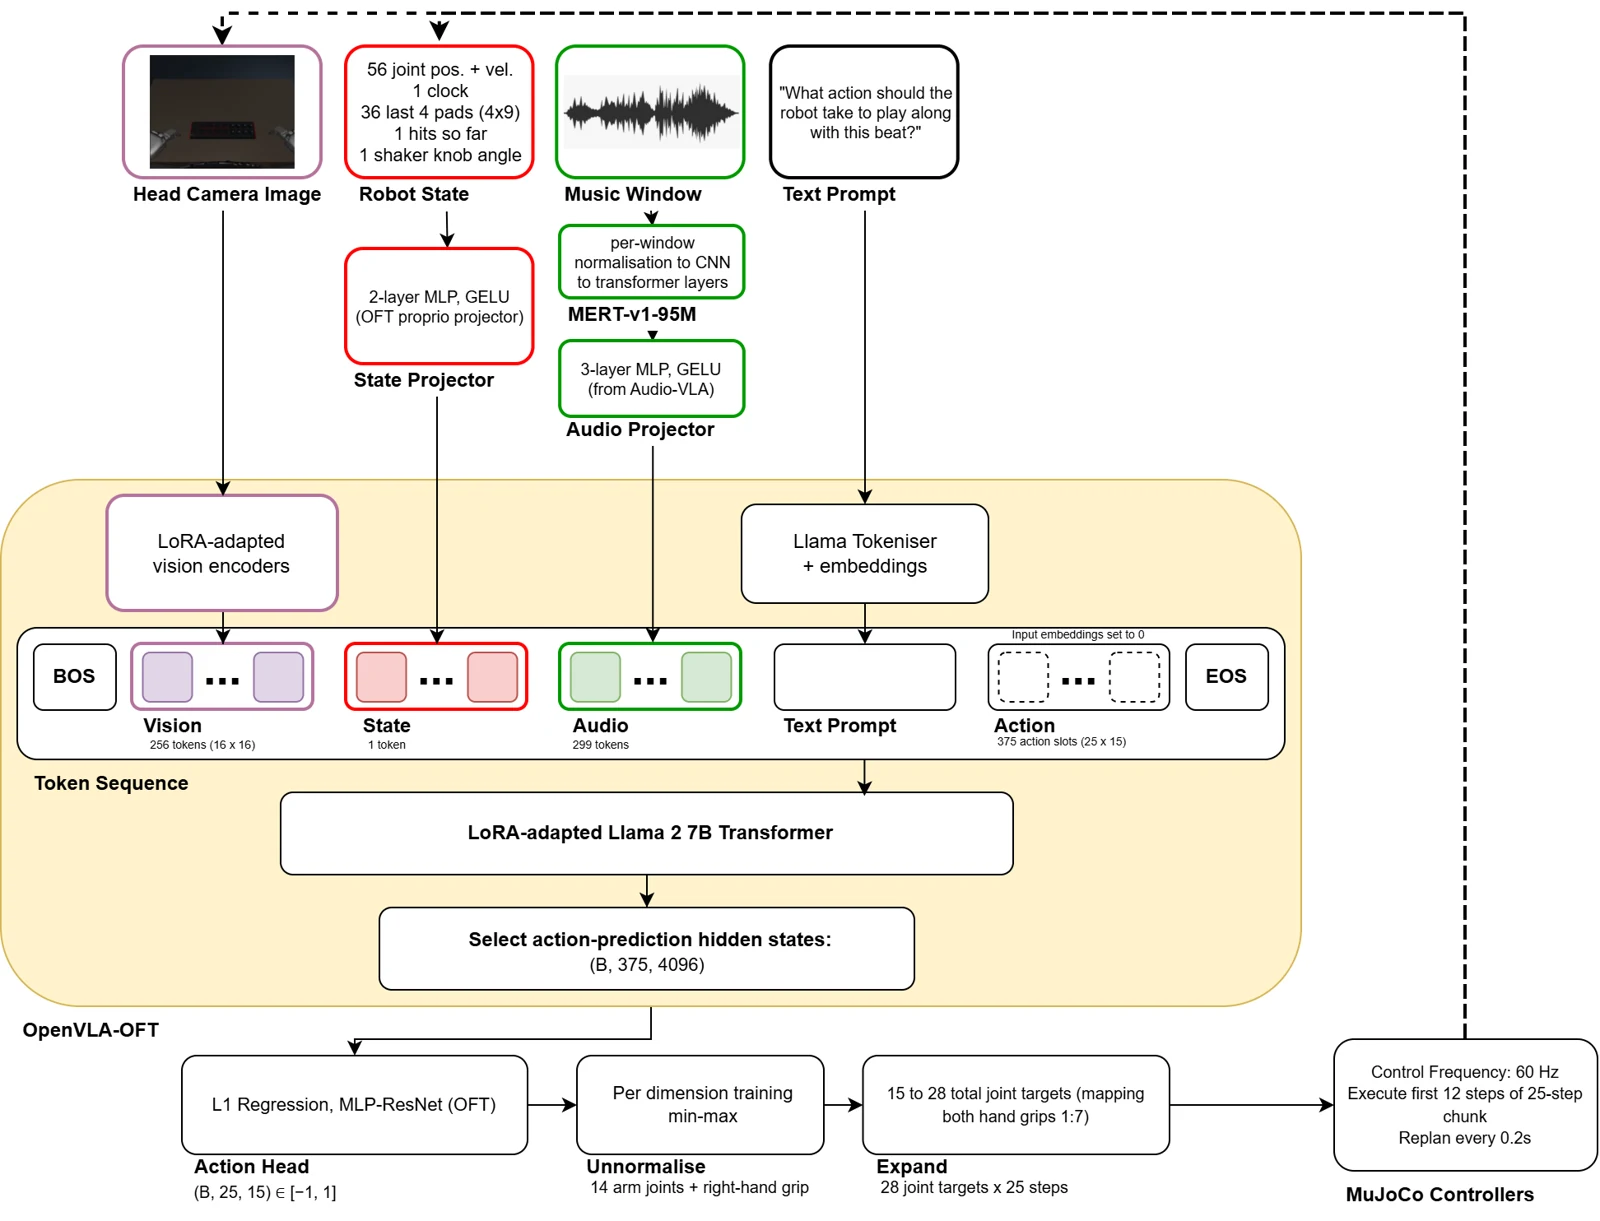 56 joint pos. + vel.
1 clock
36 last 4 pads (4x9)
1 hits so far
1 shaker knob angle
"What action should the
robot take to play along
with this beat?"
Head Camera Image
Robot State
Music Window
Text Prompt
per-window
normalisation to CNN
to transformer layers
MERT-v1-95M
2-layer MLP, GELU
(OFT proprio projector)
State Projector
3-layer MLP, GELU
(from Audio-VLA)
Audio Projector
LoRA-adapted
vision encoders
Llama Tokeniser
+ embeddings
Input embeddings set to 0
BOS
...
...
...
...
EOS
Vision
256 tokens (16 x 16)
State
1 token
Audio
299 tokens
Text Prompt
Action
375 action slots (25 x 15)
Token Sequence
LoRA-adapted Llama 2 7B Transformer
Select action-prediction hidden states:
(B, 375, 4096)
OpenVLA-OFT
L1 Regression, MLP-ResNet (OFT)
Action Head
(B, 25, 15) ∈ [−1, 1]
Per dimension training
min-max
Unnormalise
14 arm joints + right-hand grip
15 to 28 total joint targets (mapping
both hand grips 1:7)
Expand
28 joint targets x 25 steps
Control Frequency: 60 Hz
Execute first 12 steps of 25-step
chunk
Replan every 0.2s
MuJoCo Controllers